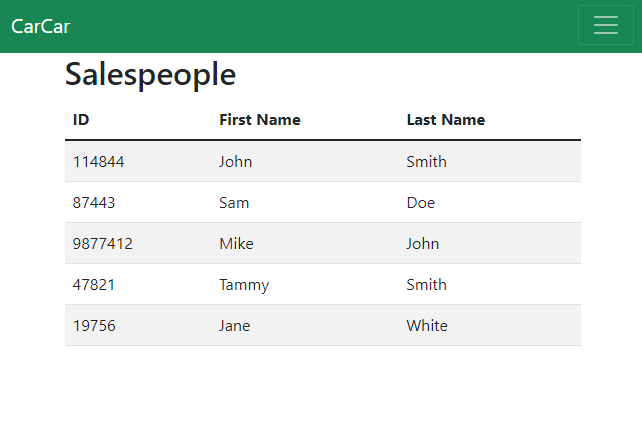 CarCar
Salespeople
ID First Name Last Name
114844 John Smith
87443 Sam Doe
9877412 Mike John
47821 Tammy Smith
19756 Jane White